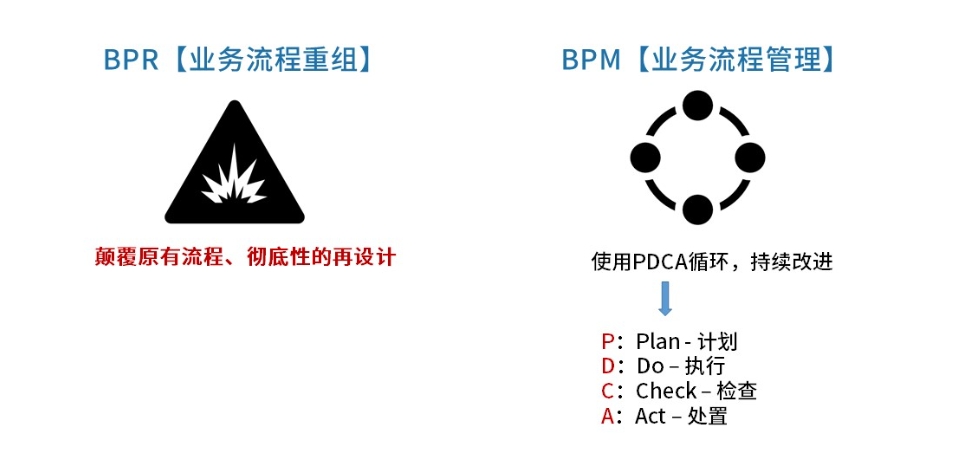 BPR【业务流程重组】
颠覆原有流程、彻底性的再设计
BPM【业务流程管理】
使用PDCA循环，持续改进
P：Plan - 计划
D：Do – 执行
C：Check – 检查
A：Act – 处置